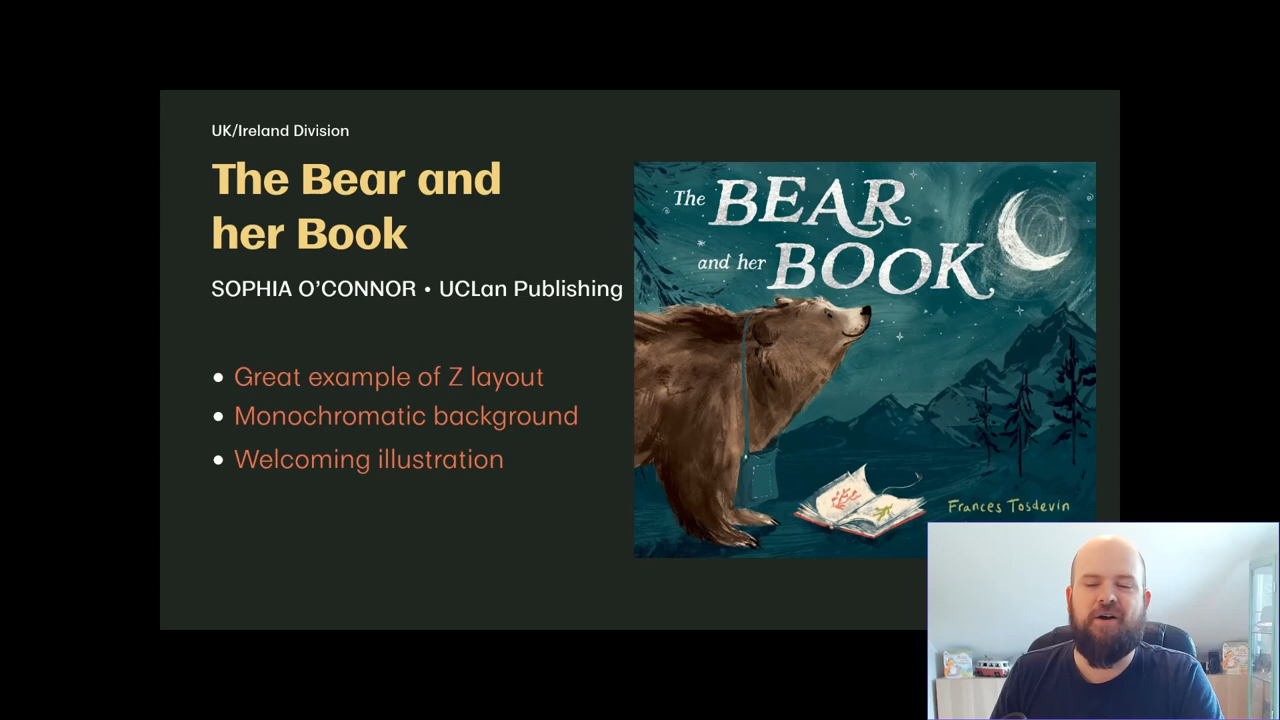 UK/Ireland Division
The Bear and
her Book
SOPHIA O’CONNOR • UCLan Publishing
• Great example of Z layout
• Monochromatic background
• Welcoming illustration
The BEAR
and her BOOK
Frances Tosdevin